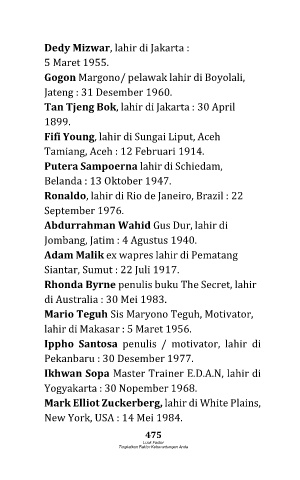 Dedy Mizwar, lahir di Jakarta :
5 Maret 1955.
Gogon Margono/ pelawak lahir di Boyolali,
Jateng : 31 Desember 1960.
Tan Tjeng Bok, lahir di Jakarta : 30 April
1899.
Fifi Young, lahir di Sungai Liput, Aceh
Tamiang, Aceh : 12 Februari 1914.
Putera Sampoerna lahir di Schiedam,
Belanda : 13 Oktober 1947.
Ronaldo, lahir di Rio de Janeiro, Brazil : 22
September 1976.
Abdurrahman Wahid Gus Dur, lahir di
Jombang, Jatim : 4 Agustus 1940.
Adam Malik ex wapres lahir di Pematang
Siantar, Sumut : 22 Juli 1917.
Rhonda Byrne penulis buku The Secret, lahir
di Australia : 30 Mei 1983.
Mario Teguh Sis Maryono Teguh, Motivator,
lahir di Makasar : 5 Maret 1956.
Ippho Santosa penulis / motivator, lahir di
Pekanbaru : 30 Desember 1977.
Ikhwan Sopa Master Trainer E.D.A.N, lahir di
Yogyakarta : 30 Nopember 1968.
Mark Elliot Zuckerberg, lahir di White Plains,
New York, USA : 14 Mei 1984.
475
Luck Factor
Tingkatkan Faktor Keberuntungan Anda